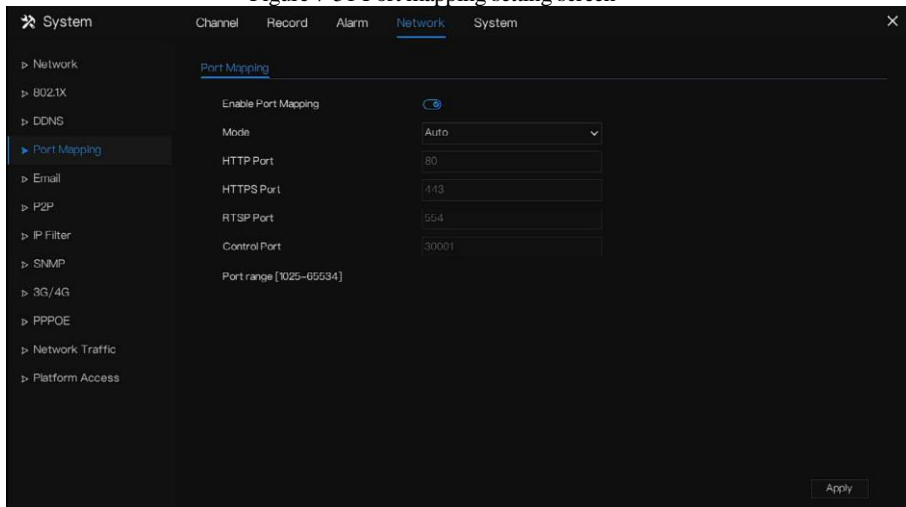 System Channel Record Alarm Network System
Network
802.1X
DDNS
Port Mapping
Email
P2P
IP Filter
SNMP
3G/4G
PPPOE
Network Traffic
Platform Access
Port Mapping
Enable Port Mapping
Mode Auto
HTTP Port 80
HTTPS Port 443
RTSP Port 554
Control Port 30001
Port range [1025-65534]
Apply